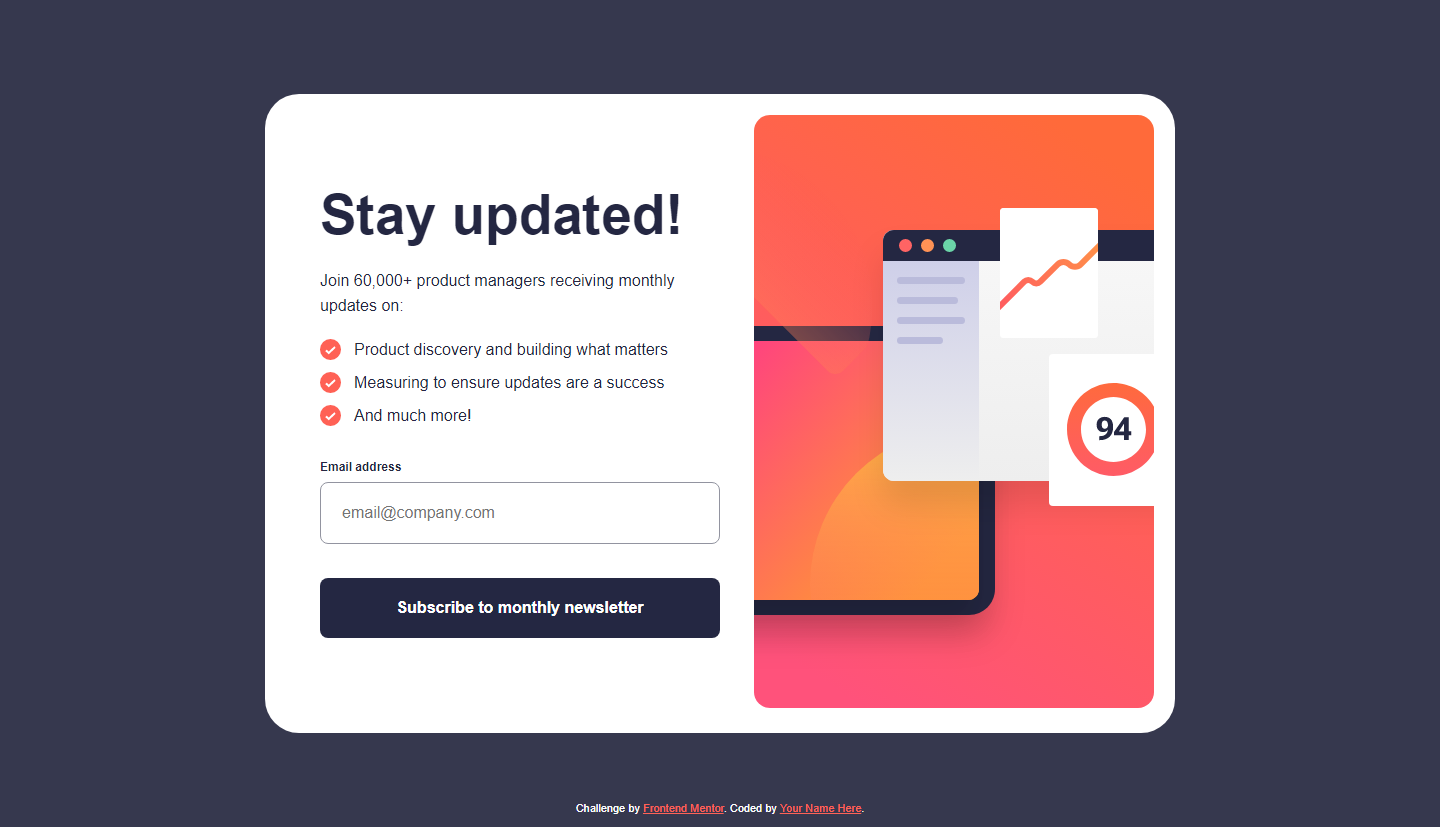 Stay updated!
Join 60,000+ product managers receiving monthly
updates on:
Product discovery and building what matters
Measuring to ensure updates are a success
And much more!
Email address
email@company.com
Subscribe to monthly newsletter
94
Challenge by Frontend Mentor. Coded by Your Name Here.